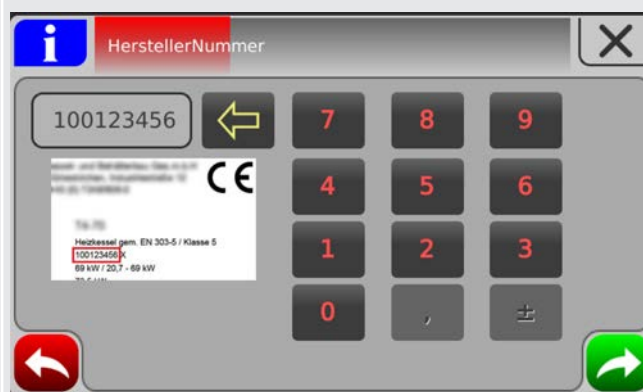 i HerstellerNummer X
100123456 7 8 9
CE
4 5 6
Heizkessel gem. EN 303-5 / Klasse 5
100123456 X
69 kW / 20,7 - 69 kW
1 2 3
0 , ±